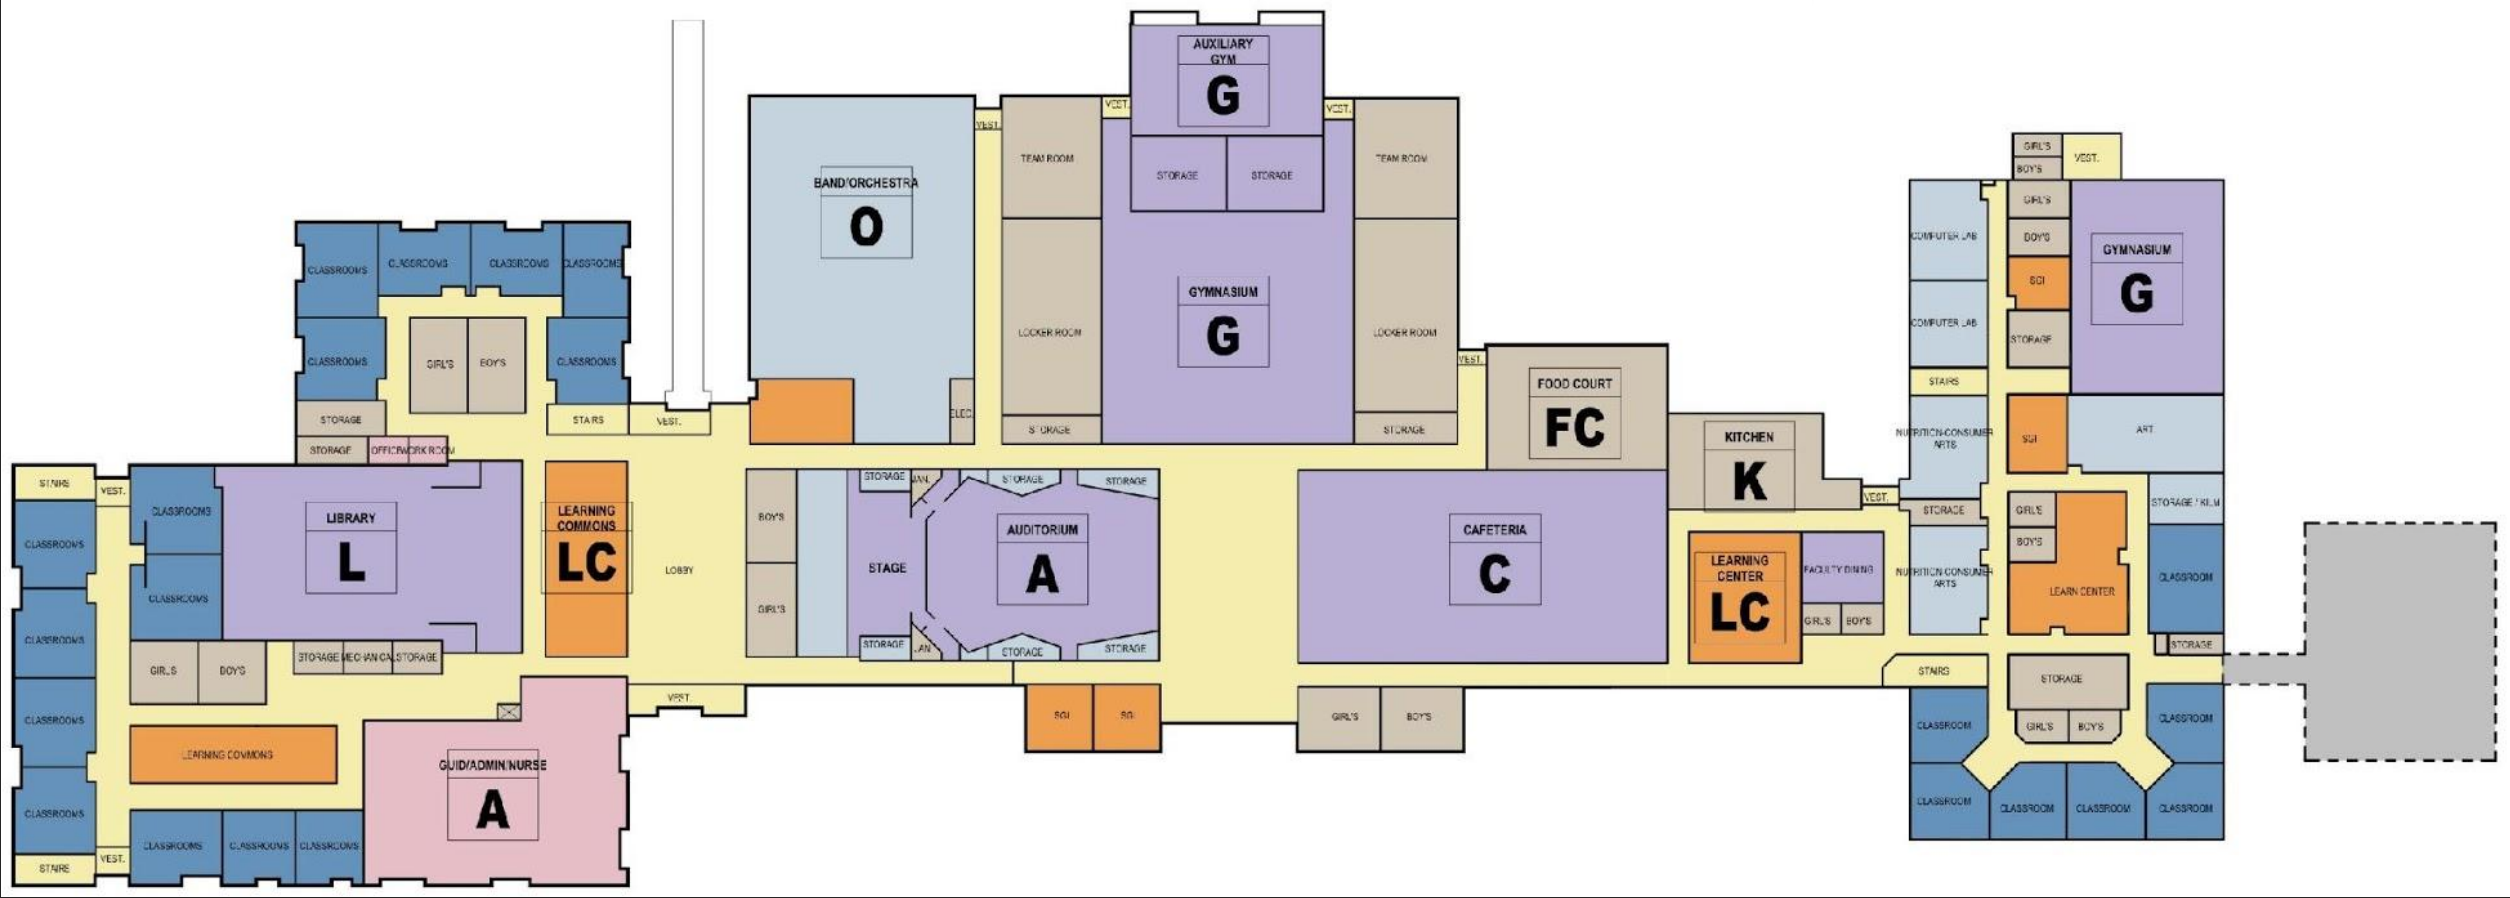 AUXILIARY
GYM
G
VEST.
VEST.
VEST.
TEAM ROOM
STORAGE
STORAGE
TEAM ROOM
BAND/ORCHESTRA
O
GYMNASIUM
G
LOCKER ROOM
LOCKER ROOM
ELEC.
STORAGE
STORAGE
CLASSROOMS
CLASSROOMS
CLASSROOMS
CLASSROOMS
CLASSROOMS
GIRL'S
BOY'S
CLASSROOMS
STORAGE
STAIRS
VEST.
STORAGE
OFFICE
WORK ROOM
STAIRS
VEST.
CLASSROOMS
CLASSROOMS
CLASSROOMS
CLASSROOMS
CLASSROOMS
CLASSROOMS
STAIRS
VEST.
LIBRARY
L
LEARNING
COMMONS
LC
LOBBY
GIRL'S
BOY'S
STORAGE
MECHANICAL
STORAGE
LEARNING COMMONS
CLASSROOMS
CLASSROOMS
CLASSROOMS
GUID/ADMIN/NURSE
A
VEST.
BOY'S
GIRL'S
STORAGE
JAN.
STORAGE
STORAGE
STAGE
AUDITORIUM
A
STORAGE
JAN
STORAGE
STORAGE
SGI
SGI
VEST.
FOOD COURT
FC
KITCHEN
K
VEST.
CAFETERIA
C
LEARNING
CENTER
LC
FACULTY DINING
GIRL'S
BOY'S
GIRL'S
BOY'S
GIRL'S
BOY'S
VEST.
GIRL'S
BOY'S
COMPUTER LAB
SGI
GYMNASIUM
G
COMPUTER LAB
STORAGE
STAIRS
NUTRITION-CONSUMER
ARTS
SGI
ART
STORAGE
GIRL'S
BOY'S
STORAGE / KILM
NUTRITION-CONSUMER
ARTS
LEARN CENTER
CLASSROOM
STORAGE
STAIRS
STORAGE
CLASSROOM
GIRL'S
BOY'S
CLASSROOM
CLASSROOM
CLASSROOM
CLASSROOM
CLASSROOM